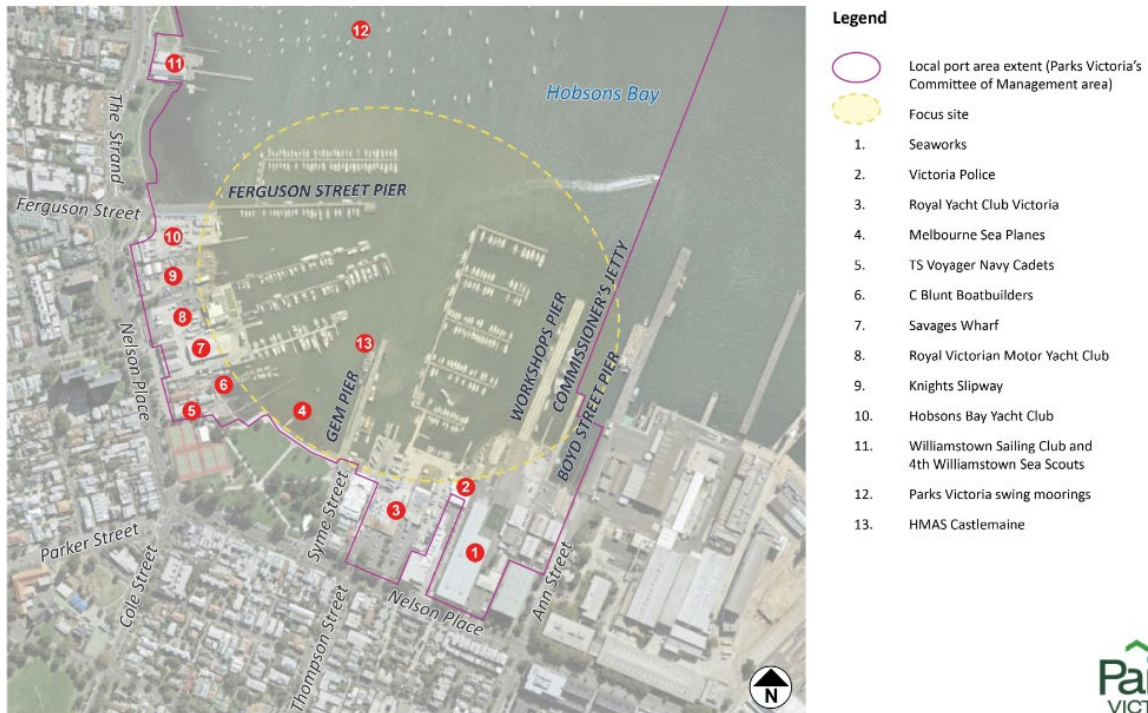 12
11
Hobsons Bay
The Strand
FERGUSON STREET PIER
Ferguson Street
10
9
8
7
13
6
5
4
Nelson Place
GEM PIER
WORKSHOPS PIER
COMMISSIONER'S JETTY
BOYD STREET PIER
2
3
1
Syme Street
Parker Street
Cole Street
Thompson Street
Nelson Place
Ann Street
N
Legend
Local port area extent (Parks Victoria's
Committee of Management area)
Focus site
1. Seaworks
2. Victoria Police
3. Royal Yacht Club Victoria
4. Melbourne Sea Planes
5. TS Voyager Navy Cadets
6. C Blunt Boatbuilders
7. Savages Wharf
8. Royal Victorian Motor Yacht Club
9. Knights Slipway
10. Hobsons Bay Yacht Club
11. Williamstown Sailing Club and
4th Williamstown Sea Scouts
12. Parks Victoria swing moorings
13. HMAS Castlemaine